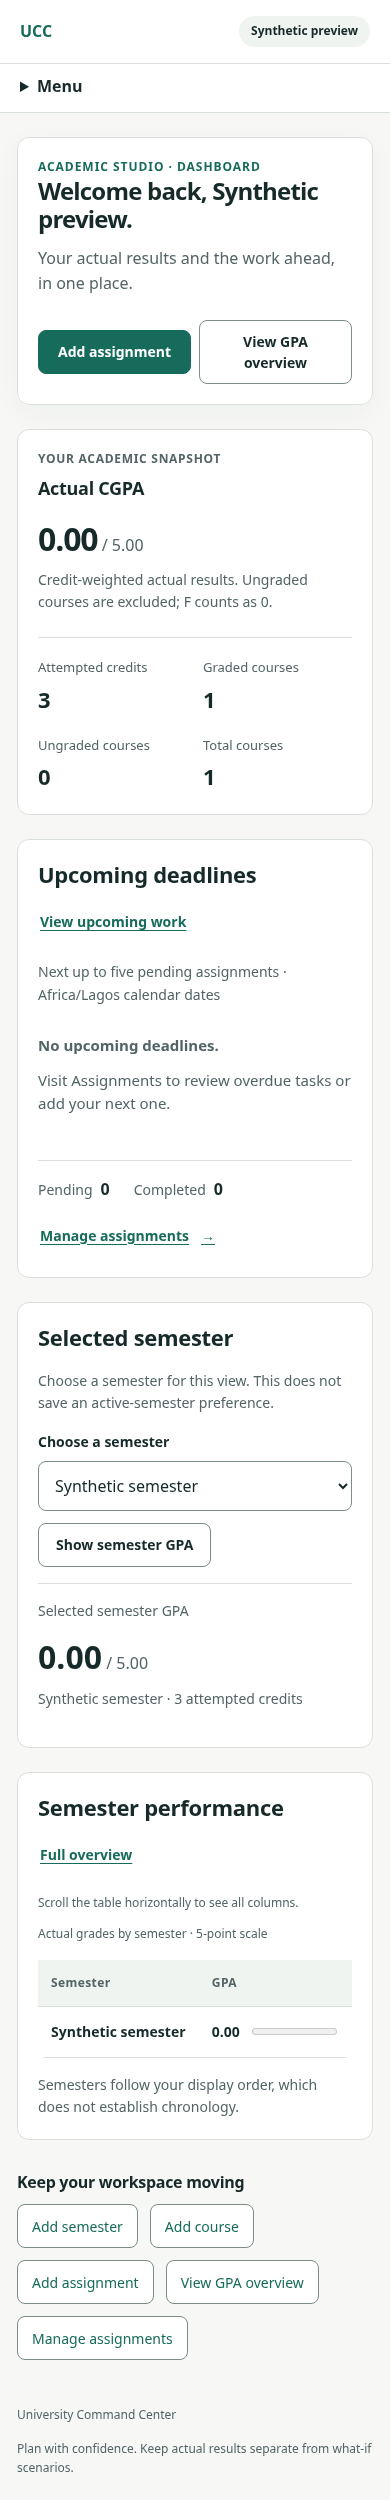 UCC
Synthetic preview
Menu
ACADEMIC STUDIO · DASHBOARD
Welcome back, Synthetic
preview.
Your actual results and the work ahead,
in one place.
Add assignment
View GPA
overview
YOUR ACADEMIC SNAPSHOT
Actual CGPA
0.00 / 5.00
Credit-weighted actual results. Ungraded
courses are excluded; F counts as 0.
Attempted credits
3
Graded courses
1
Ungraded courses
0
Total courses
1
Upcoming deadlines
View upcoming work
Next up to five pending assignments ·
Africa/Lagos calendar dates
No upcoming deadlines.
Visit Assignments to review overdue tasks or
add your next one.
Pending 0 Completed 0
Manage assignments →
Selected semester
Choose a semester for this view. This does not
save an active-semester preference.
Choose a semester
Synthetic semester
Show semester GPA
Selected semester GPA
0.00 / 5.00
Synthetic semester · 3 attempted credits
Semester performance
Full overview
Scroll the table horizontally to see all columns.
Actual grades by semester · 5-point scale
Semester GPA
Synthetic semester 0.00
Semesters follow your display order, which
does not establish chronology.
Keep your workspace moving
Add semester
Add course
Add assignment
View GPA overview
Manage assignments
University Command Center
Plan with confidence. Keep actual results separate from what-if
scenarios.